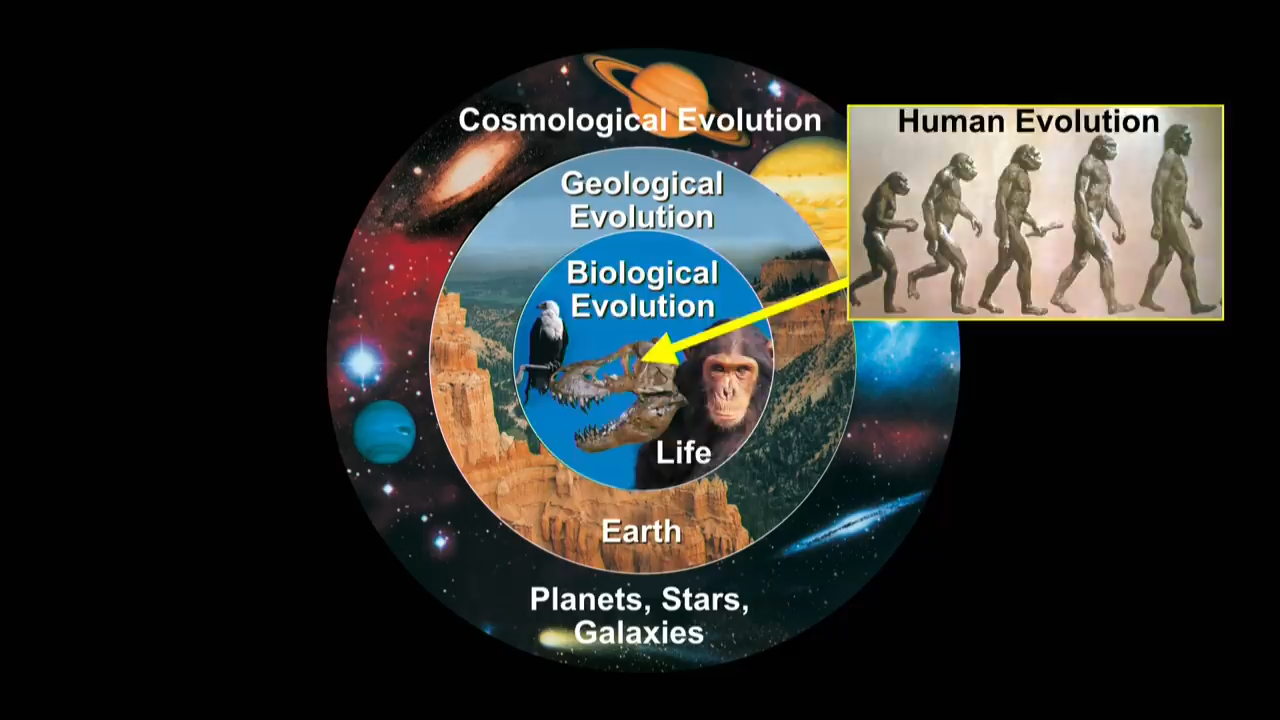 Cosmological Evolution
Human Evolution
Geological
Evolution
Biological
Evolution
Life
Earth
Planets, Stars,
Galaxies